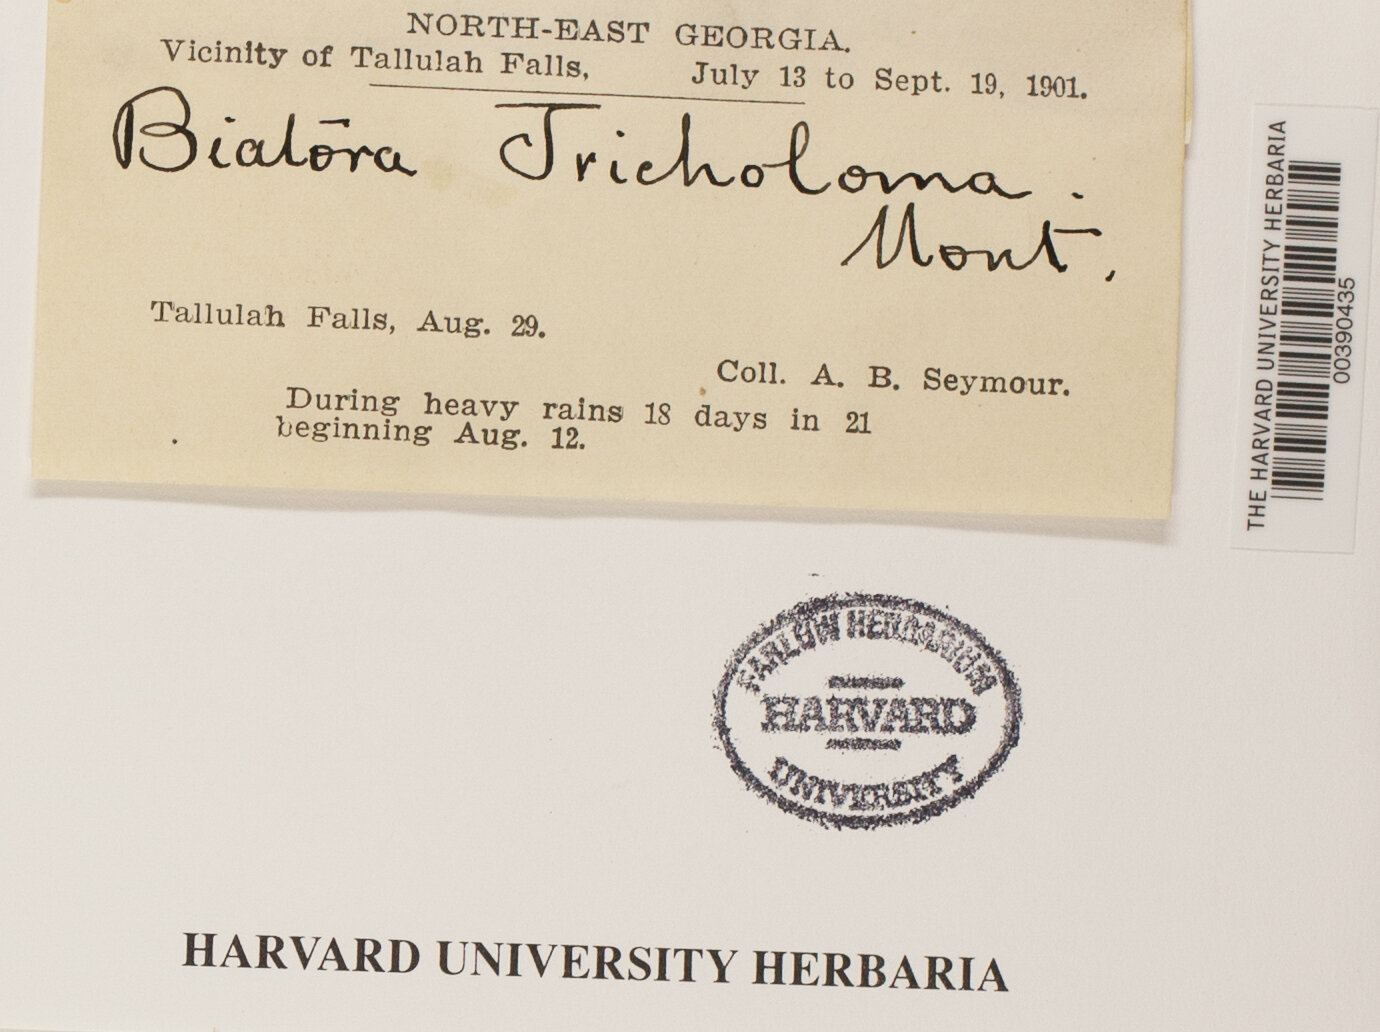 NORTH-EAST GEORGIA.
Vicinity of Tallulah Falls, July 13 to Sept. 19, 1901.
Biatōra Tricholoma.
Mont.
Tallulah Falls, Aug. 29.
Coll. A. B. Seymour.
During heavy rains 18 days in 21
beginning Aug. 12.
THE HARVARD UNIVERSITY HERBARIA
00390435
FARLOW HERBARIUM
HARVARD
UNIVERSITY
HARVARD UNIVERSITY HERBARIA